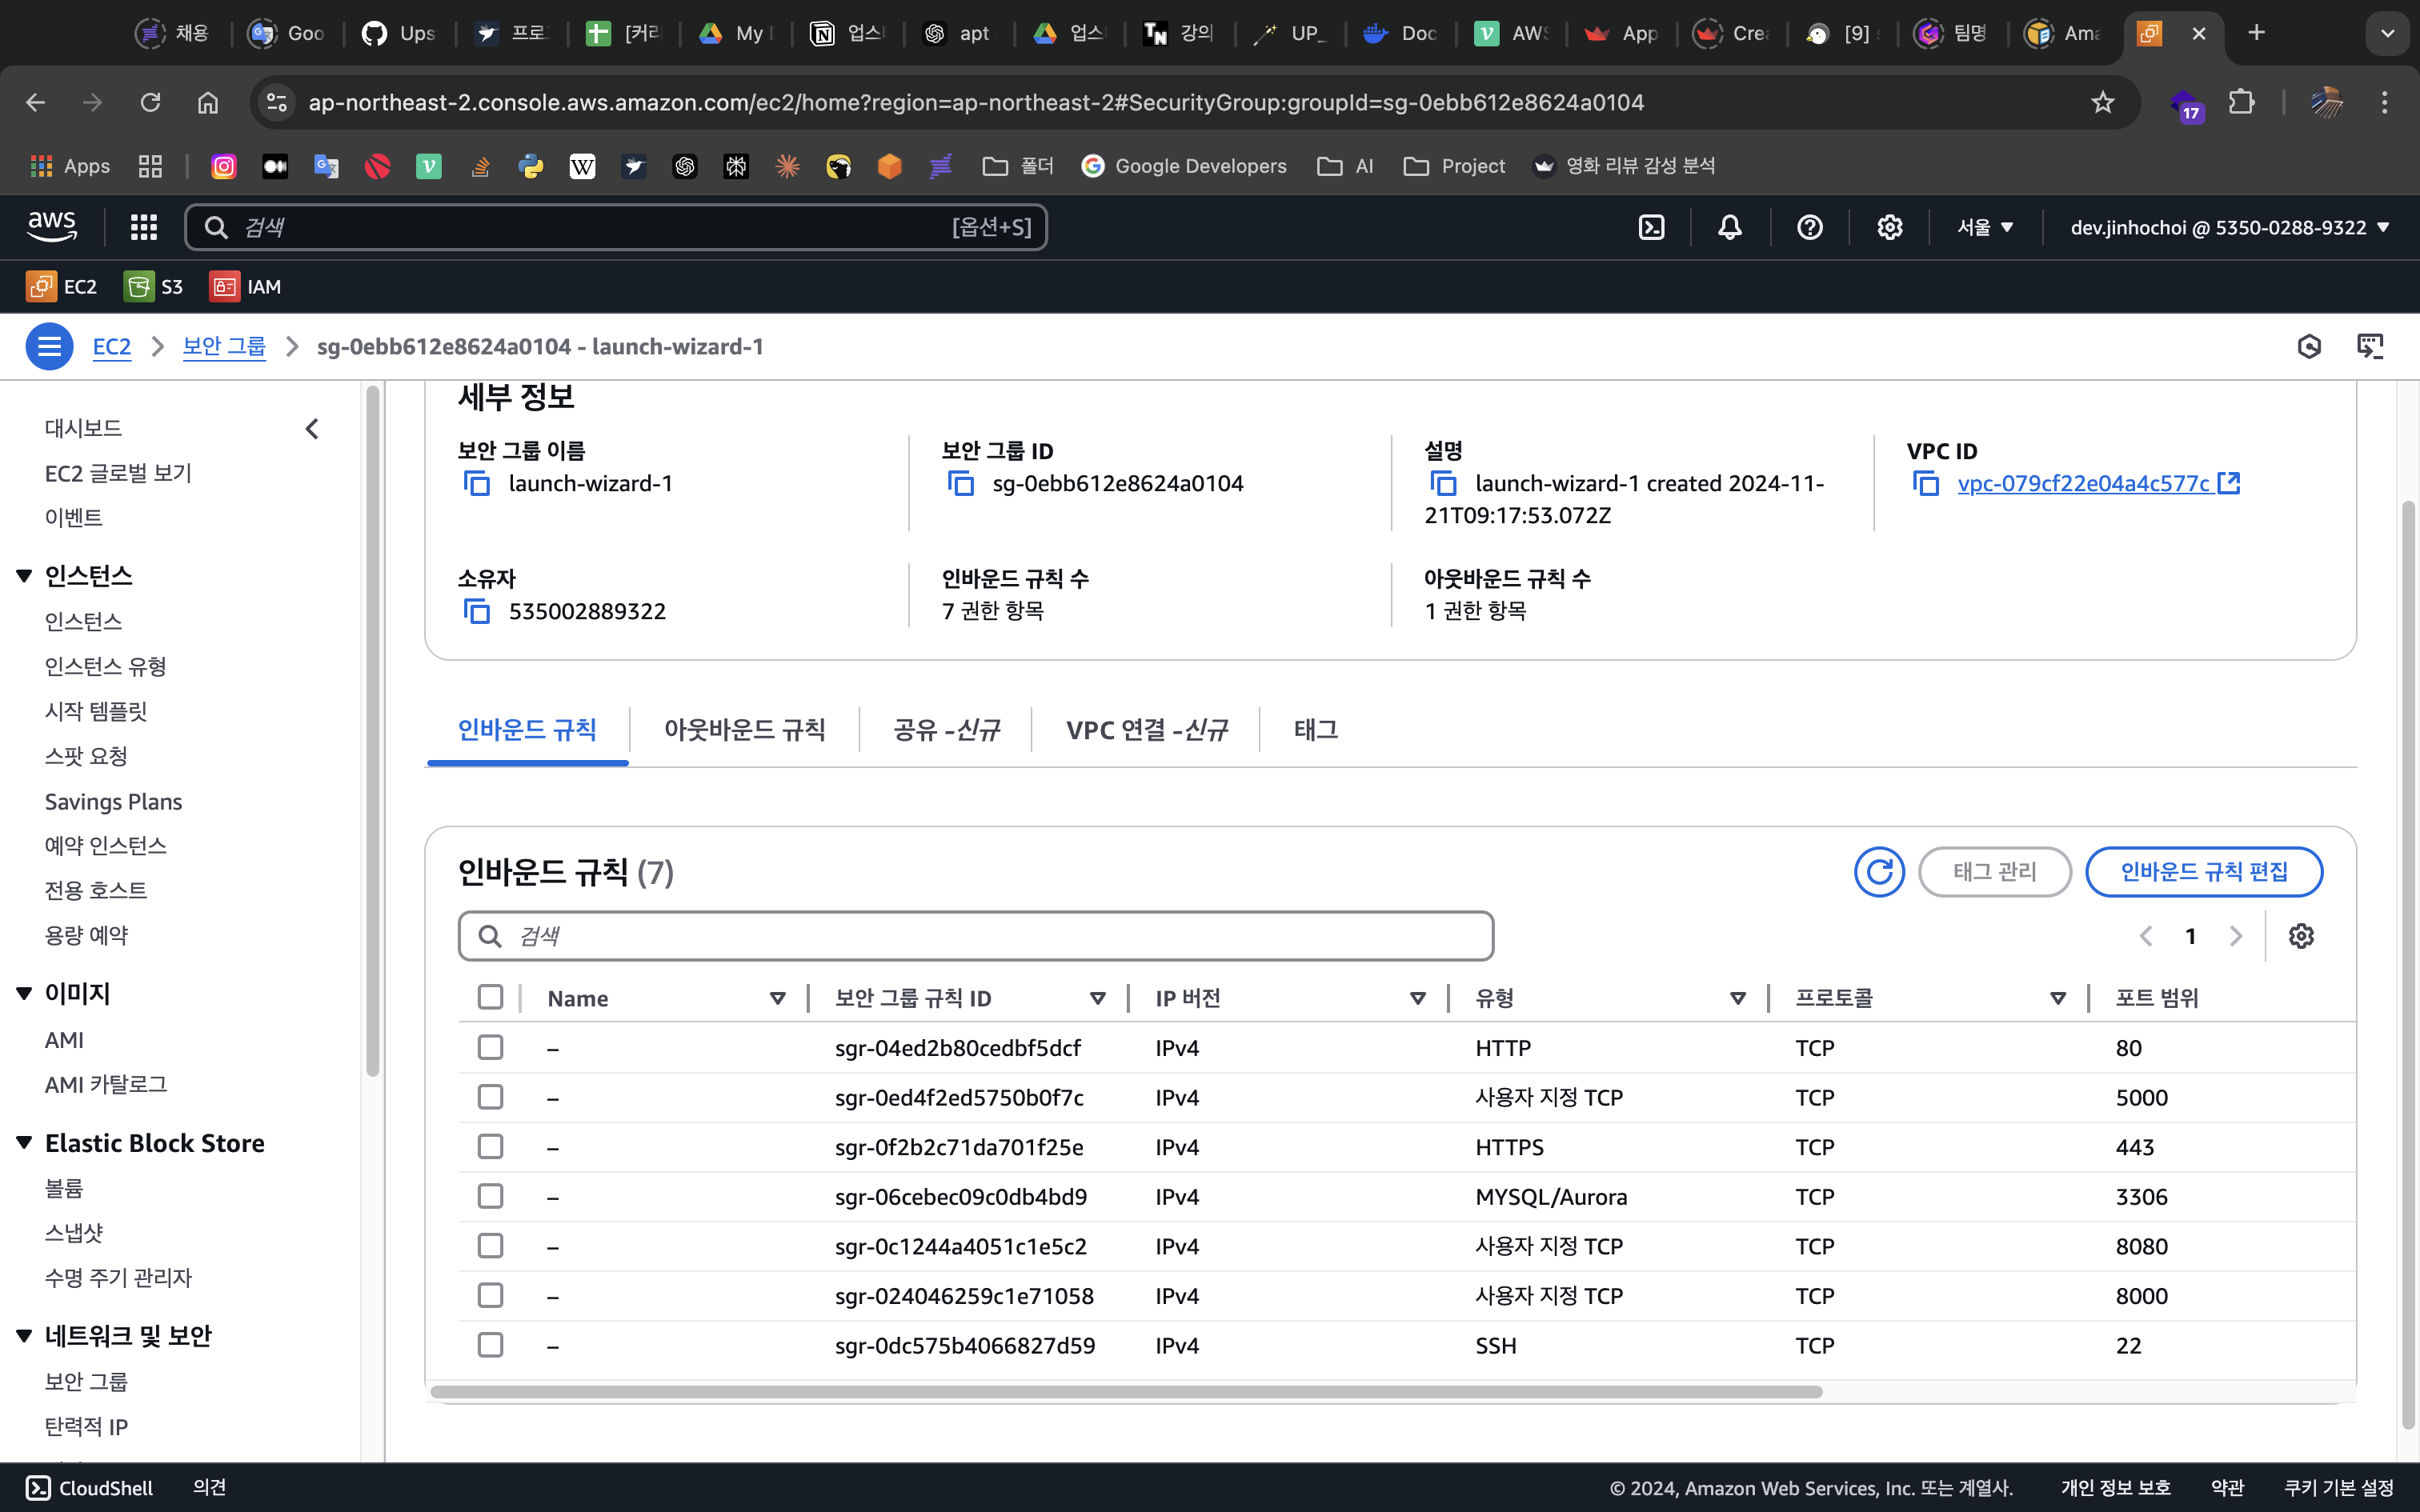 채용
Goo
Ups
프로
[커리
My D
업스
apt
업스
강의
UP_
Doc
AWS
App
Crea
[9]
팀명
Ama
ap-northeast-2.console.aws.amazon.com/ec2/home?region=ap-northeast-2#SecurityGroup:groupId=sg-0ebb612e8624a0104
17
Apps
폴더
Google Developers
AI
Project
영화 리뷰 감성 분석
aws
검색
[옵션+S]
서울
dev.jinhochoi @ 5350-0288-9322
EC2
S3
IAM
EC2
보안 그룹
sg-0ebb612e8624a0104 - launch-wizard-1
대시보드
EC2 글로벌 보기
이벤트
인스턴스
인스턴스
인스턴스 유형
시작 템플릿
스팟 요청
Savings Plans
예약 인스턴스
전용 호스트
용량 예약
이미지
AMI
AMI 카탈로그
Elastic Block Store
볼륨
스냅샷
수명 주기 관리자
네트워크 및 보안
보안 그룹
탄력적 IP
세부 정보
보안 그룹 이름
launch-wizard-1
보안 그룹 ID
sg-0ebb612e8624a0104
설명
launch-wizard-1 created 2024-11-
21T09:17:53.072Z
VPC ID
vpc-079cf22e04a4c577c
소유자
535002889322
인바운드 규칙 수
7 권한 항목
아웃바운드 규칙 수
1 권한 항목
인바운드 규칙
아웃바운드 규칙
공유 -신규
VPC 연결 -신규
태그
인바운드 규칙 (7)
태그 관리
인바운드 규칙 편집
검색
1
Name 보안 그룹 규칙 ID IP 버전 유형 프로토콜 포트 범위
– sgr-04ed2b80cedbf5dcf IPv4 HTTP TCP 80
– sgr-0ed4f2ed5750b0f7c IPv4 사용자 지정 TCP TCP 5000
– sgr-0f2b2c71da701f25e IPv4 HTTPS TCP 443
– sgr-06cebec09c0db4bd9 IPv4 MYSQL/Aurora TCP 3306
– sgr-0c1244a4051c1e5c2 IPv4 사용자 지정 TCP TCP 8080
– sgr-024046259c1e71058 IPv4 사용자 지정 TCP TCP 8000
– sgr-0dc575b4066827d59 IPv4 SSH TCP 22
CloudShell
의견
© 2024, Amazon Web Services, Inc. 또는 계열사.
개인 정보 보호
약관
쿠키 기본 설정